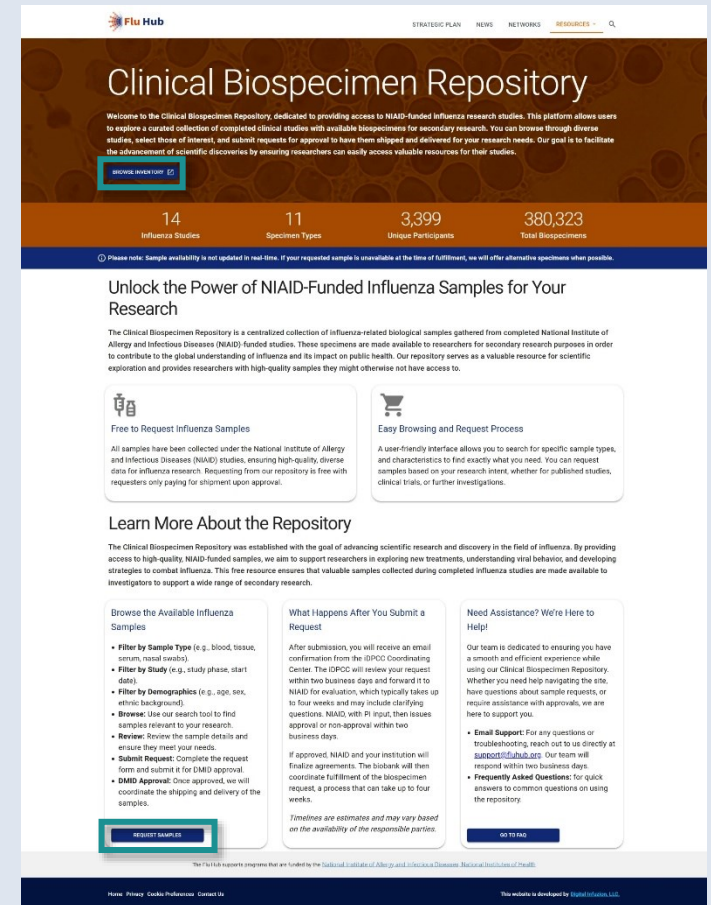 Flu Hub
STRATEGIC PLAN NEWS NETWORKS RESOURCES
Clinical Biospecimen Repository
Welcome to the Clinical Biospecimen Repository, dedicated to providing access to NIAID-funded influenza research studies. This platform allows users
to explore a curated collection of completed clinical studies with available biospecimens for secondary research. You can browse through diverse
studies, select those of interest, and submit requests for approval to have them shipped and delivered for your research needs. Our goal is to facilitate
the advancement of scientific discoveries by ensuring researchers can easily access valuable resources for their studies.
BROWSE INVENTORY
14 11 3,399 380,323
Influenza Studies Specimen Types Unique Participants Total Biospecimens
Please note: Sample availability is not updated in real-time. If your requested sample is unavailable at the time of fulfillment, we will offer alternative specimens when possible.
Unlock the Power of NIAID-Funded Influenza Samples for Your
Research
The Clinical Biospecimen Repository is a centralized collection of influenza-related biological samples gathered from completed National Institute of
Allergy and Infectious Diseases (NIAID)-funded studies. These specimens are made available to researchers for secondary research purposes in order
to contribute to the global understanding of influenza and its impact on public health. Our repository serves as a valuable resource for scientific
exploration and provides researchers with high-quality samples they might otherwise not have access to.
Free to Request Influenza Samples
All samples have been collected under the National Institute of Allergy
and Infectious Diseases (NIAID) studies, ensuring high-quality, diverse
data for influenza research. Requesting from our repository is free with
requesters only paying for shipment upon approval.
Easy Browsing and Request Process
A user-friendly interface allows you to search for specific sample types,
and characteristics to find exactly what you need. You can request
samples based on your research intent, whether for published studies,
clinical trials, or further investigations.
Learn More About the Repository
The Clinical Biospecimen Repository was established with the goal of advancing scientific research and discovery in the field of influenza. By providing
access to high-quality, NIAID-funded samples, we aim to support researchers in exploring new treatments, understanding viral behavior, and developing
strategies to combat influenza. This free resource ensures that valuable samples collected during completed influenza studies are made available to
investigators to support a wide range of secondary research.
Browse the Available Influenza
Samples
• Filter by Sample Type (e.g., blood, tissue,
serum, nasal swabs).
• Filter by Study (e.g., study phase, start
date).
• Filter by Demographics (e.g., age, sex,
ethnic background).
• Browse: Use our search tool to find
samples relevant to your research.
• Review: Review the sample details and
ensure they meet your needs.
• Submit Request: Complete the request
form and submit it for DMID approval.
• DMID Approval: Once approved, we will
coordinate the shipping and delivery of the
samples.
REQUEST SAMPLES
What Happens After You Submit a
Request
After submission, you will receive an email
confirmation from the iDPCC Coordinating
Center. The iDPCC will review your request
within two business days and forward it to
NIAID for evaluation, which typically takes up
to four weeks and may include clarifying
questions. NIAID, with PI input, then issues
approval or non-approval within two
business days.
If approved, NIAID and your institution will
finalize agreements. The biobank will then
coordinate fulfillment of the biospecimen
request, a process that can take up to four
weeks.
Timelines are estimates and may vary based
on the availability of the responsible parties.
Need Assistance? We're Here to
Help!
Our team is dedicated to ensuring you have
a smooth and efficient experience while
using our Clinical Biospecimen Repository.
Whether you need help navigating the site,
have questions about sample requests, or
require assistance with approvals, we are
here to support you.
• Email Support: For any questions or
troubleshooting, reach out to us directly at
support@fluhub.org. Our team will
respond within two business days.
• Frequently Asked Questions: for quick
answers to common questions on using
the repository.
GO TO FAQ
The Flu Hub supports programs that are funded by the National Institute of Allergy and Infectious Diseases, National Institutes of Health
Home Privacy Cookie Preferences Contact Us
This website is developed by Digital Infuzion, LLC.